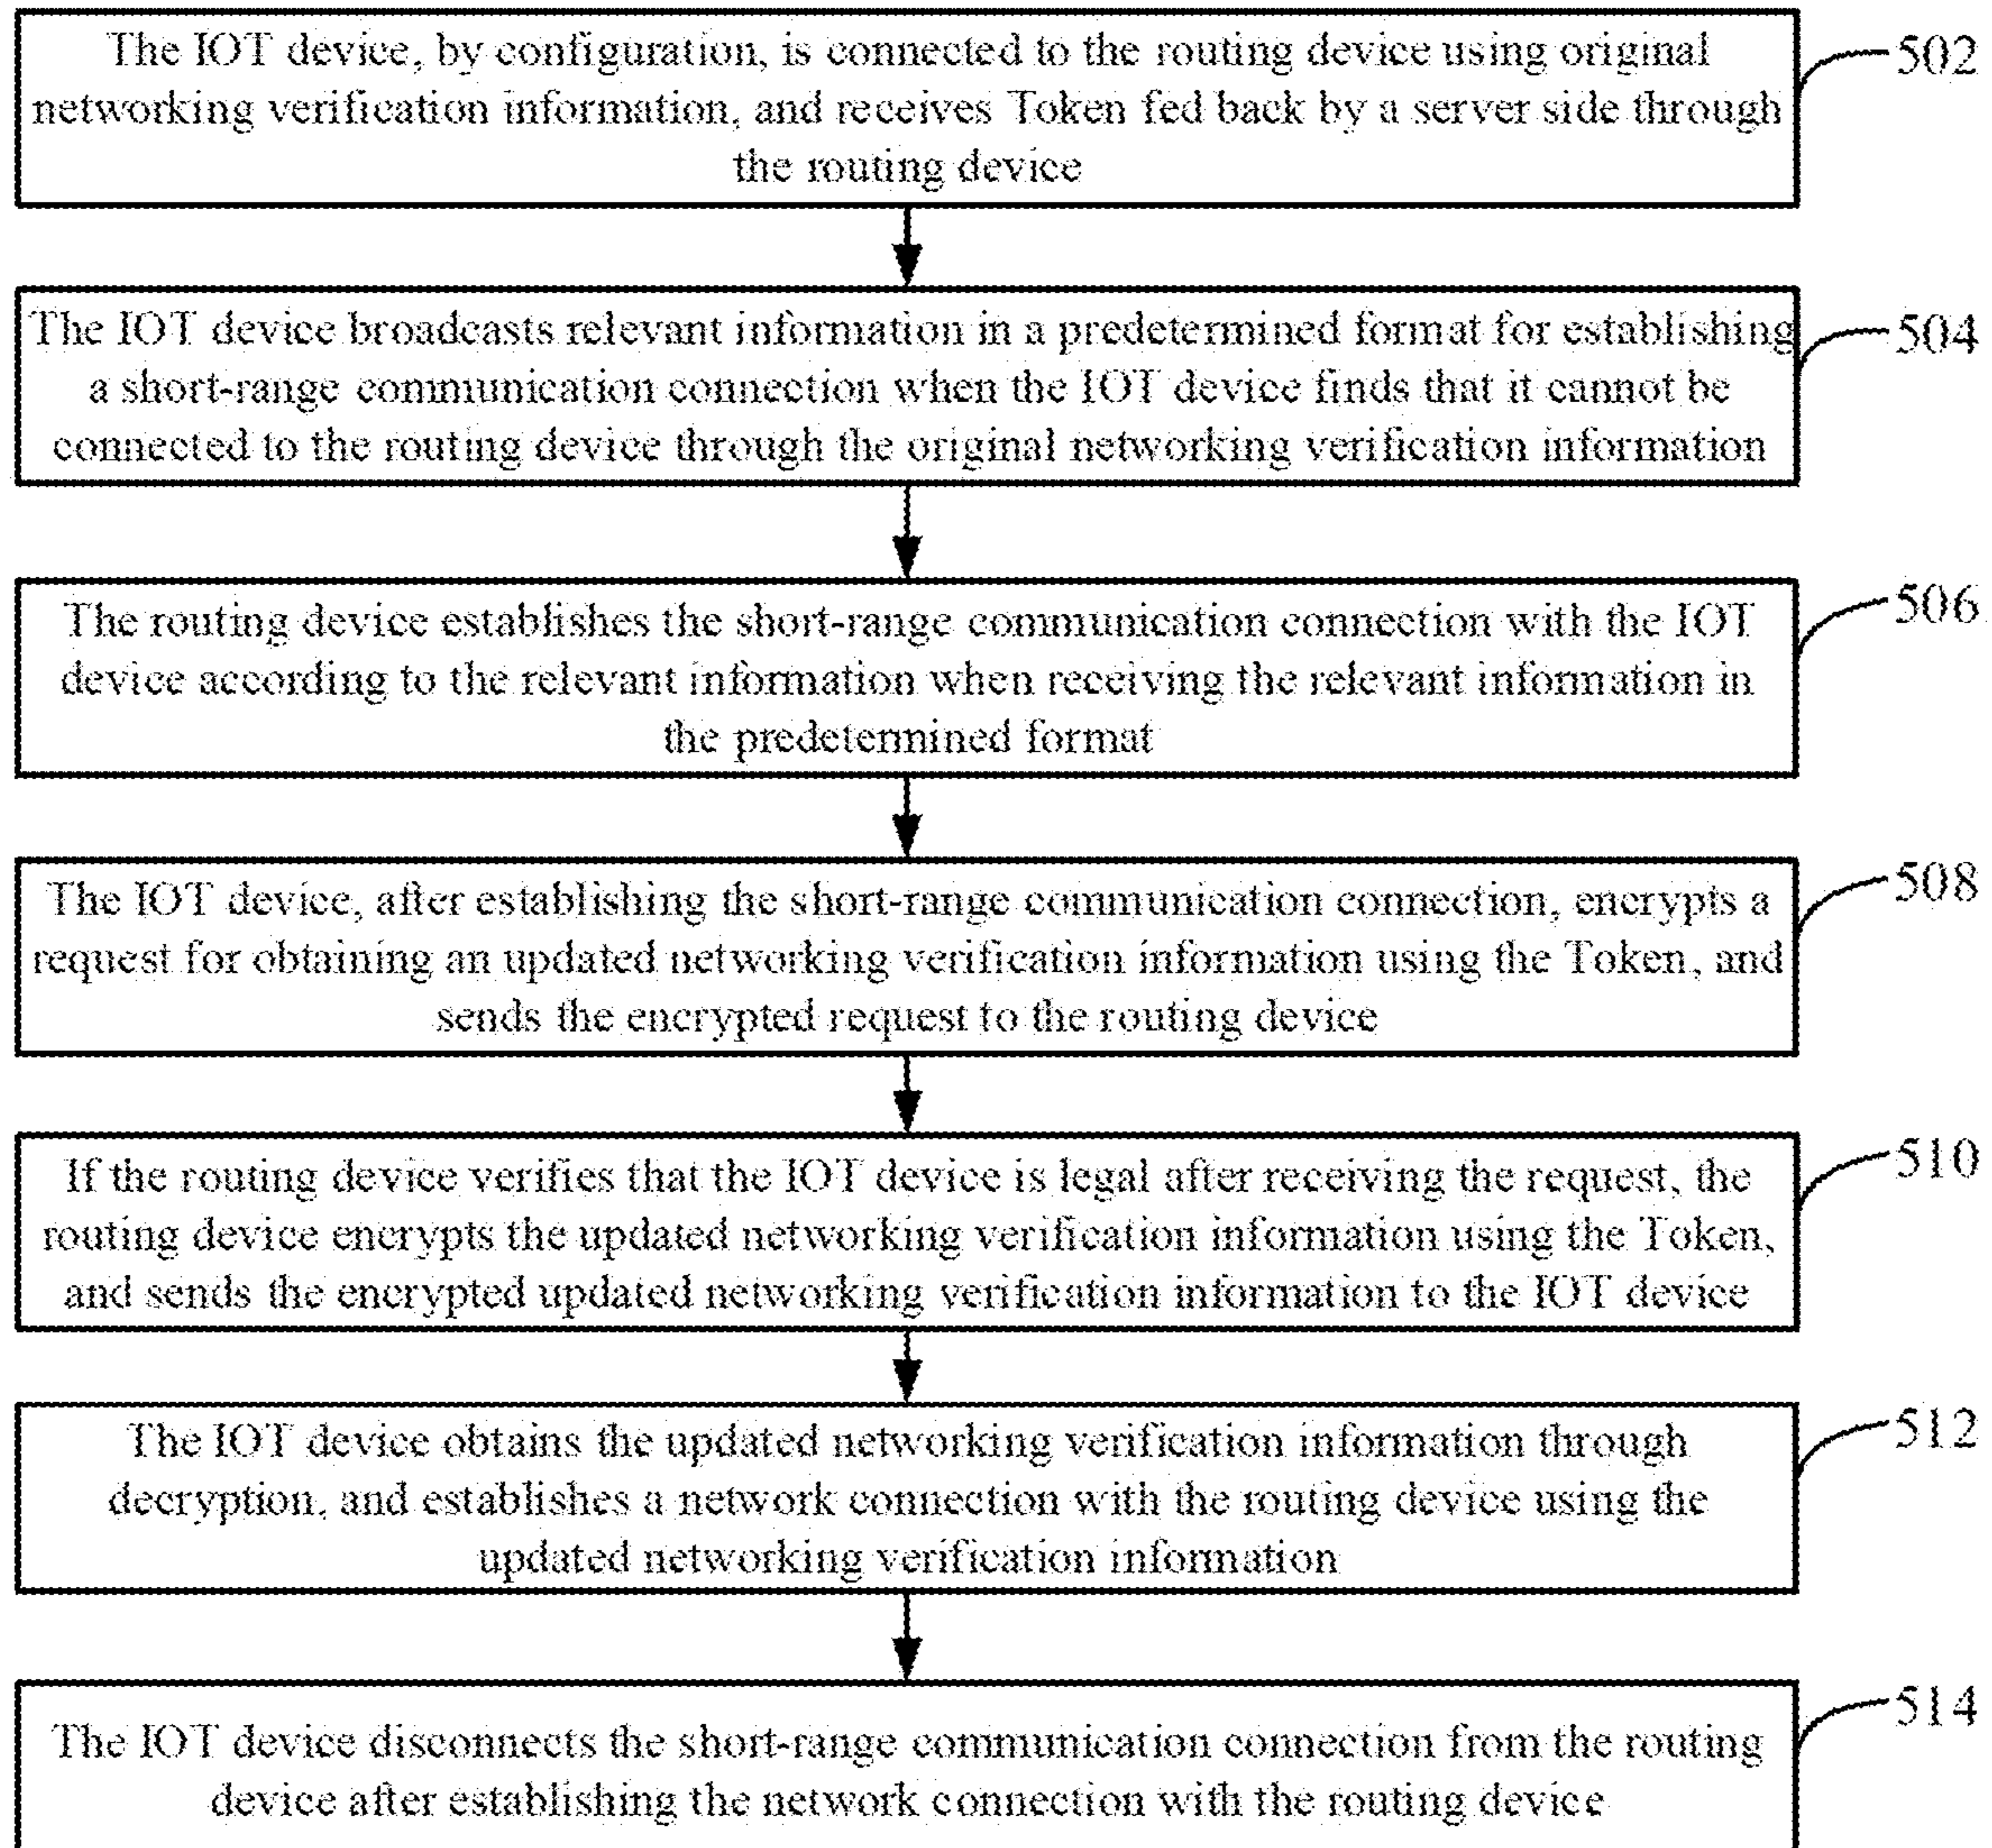 The IOT device, by configuration, is connected to the routing device using original
networking verification information, and receives Token fed back by a server side through
the routing device
502
The IOT device broadcasts relevant information in a predetermined format for establishing
a short-range communication connection when the IOT device finds that it cannot be
connected to the routing device through the original networking verification information
504
The routing device establishes the short-range communication connection with the IOT
device according to the relevant information when receiving the relevant information in
the predetermined format
506
The IOT device, after establishing the short-range communication connection, encrypts a
request for obtaining an updated networking verification information using the Token, and
sends the encrypted request to the routing device
508
If the routing device verifies that the IOT device is legal after receiving the request, the
routing device encrypts the updated networking verification information using the Token,
and sends the encrypted updated networking verification information to the IOT device
510
The IOT device obtains the updated networking verification information through
decryption, and establishes a network connection with the routing device using the
updated networking verification information
512
The IOT device disconnects the short-range communication connection from the routing
device after establishing the network connection with the routing device
514